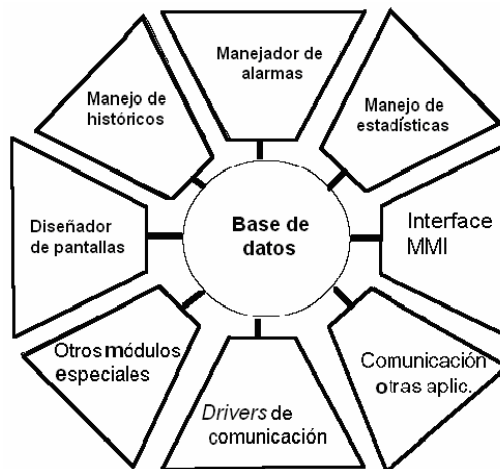 Manejador de
alarmas
Manejo de
históricos
Manejo de
estadísticas
Diseñador
de pantallas
Base de
datos
Interface
MMI
Otros módulos
especiales
Drivers de
comunicación
Comunicación
otras aplic.